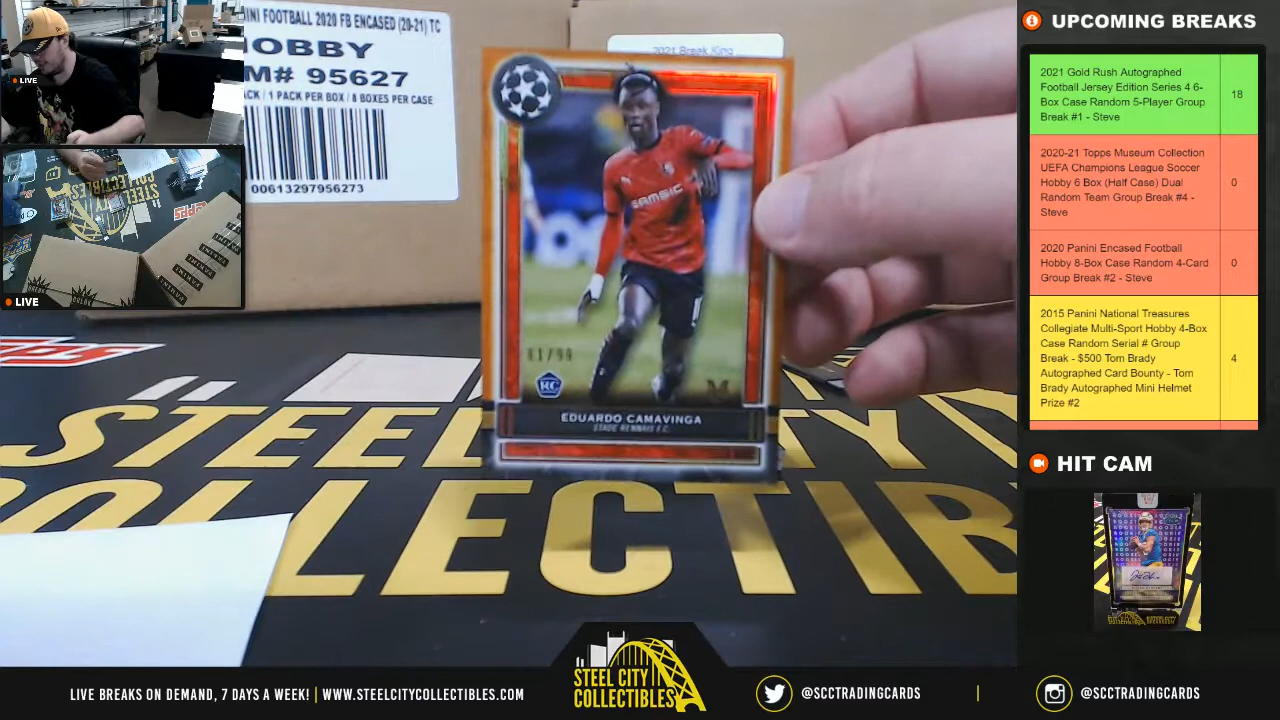 INI FOOTBALL 2020 FB ENCASED (20-21) TC
HOBBY
M# 95627
ACK / 1 PACK PER BOX / 8 BOXES PER CASE
00613297956273
2021 Break King
LIVE
LIVE
SAMSIC
RC
EDUARDO CAMAVINGA
STADE RENNAIS F.C.
STEEL CITY
COLLECTIB
UPCOMING BREAKS
2021 Gold Rush Autographed
Football Jersey Edition Series 4 6-
Box Case Random 5-Player Group
Break #1 - Steve
18
2020-21 Topps Museum Collection
UEFA Champions League Soccer
Hobby 6 Box (Half Case) Dual
Random Team Group Break #4 -
Steve
0
2020 Panini Encased Football
Hobby 8-Box Case Random 4-Card
Group Break #2 - Steve
0
2015 Panini National Treasures
Collegiate Multi-Sport Hobby 4-Box
Case Random Serial # Group
Break - $500 Tom Brady
Autographed Card Bounty - Tom
Brady Autographed Mini Helmet
Prize #2
4
HIT CAM
LIVE BREAKS ON DEMAND, 7 DAYS A WEEK! | WWW.STEELCITYCOLLECTIBLES.COM
STEEL CITY
COLLECTIBLES
@SCCTRADINGCARDS
@SCCTRADINGCARDS